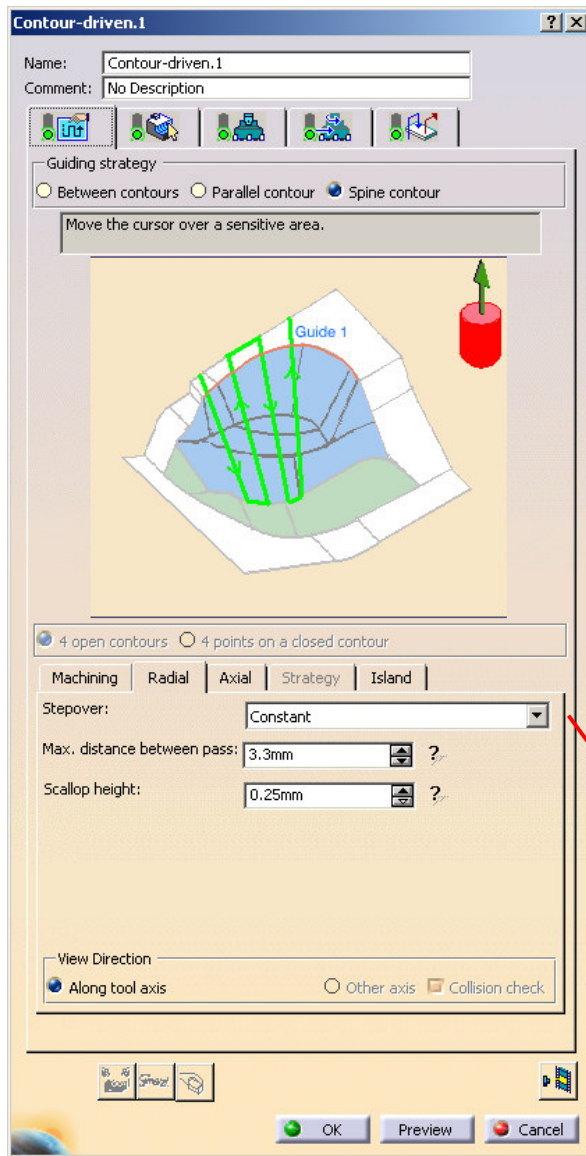 Contour-driven.1
Name: Contour-driven.1
Comment: No Description
Guiding strategy
Between contours Parallel contour Spine contour
Move the cursor over a sensitive area.
Guide 1
4 open contours 4 points on a closed contour
Machining Radial Axial Strategy Island
Stepover: Constant
Max. distance between pass: 3.3mm ?
Scallop height: 0.25mm ?
View Direction
Along tool axis Other axis Collision check
OK Preview Cancel